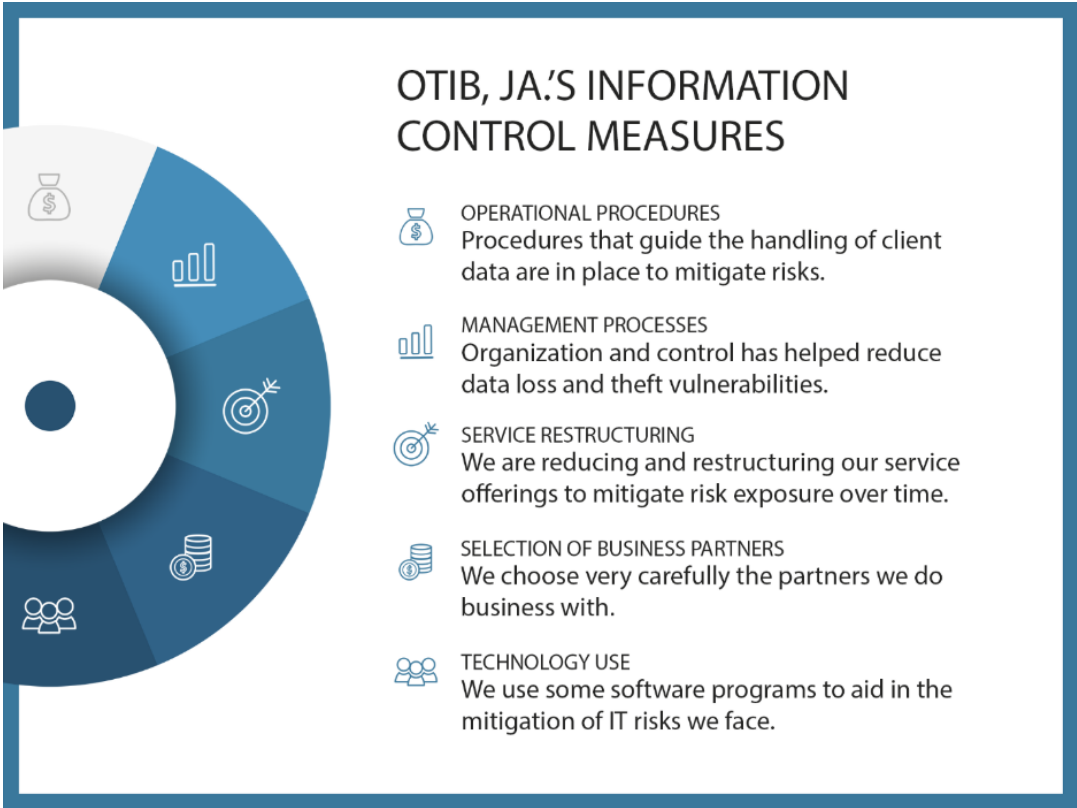 OTIB, JA.'S INFORMATION
CONTROL MEASURES
OPERATIONAL PROCEDURES
Procedures that guide the handling of client
data are in place to mitigate risks.
MANAGEMENT PROCESSES
Organization and control has helped reduce
data loss and theft vulnerabilities.
SERVICE RESTRUCTURING
We are reducing and restructuring our service
offerings to mitigate risk exposure over time.
SELECTION OF BUSINESS PARTNERS
We choose very carefully the partners we do
business with.
TECHNOLOGY USE
We use some software programs to aid in the
mitigation of IT risks we face.